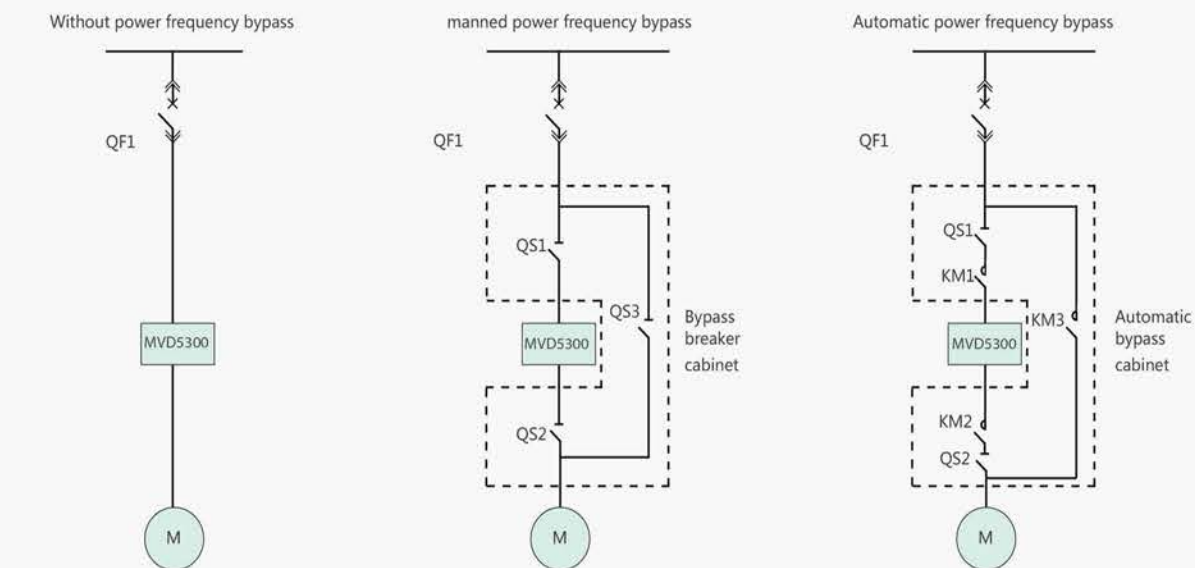 Without power frequency bypass
QF1
MVD5300
M
manned power frequency bypass
QF1
QS1
QS3
MVD5300
QS2
Bypass
breaker
cabinet
M
Automatic power frequency bypass
QF1
QS1
KM1
KM3
MVD5300
KM2
QS2
Automatic
bypass
cabinet
M